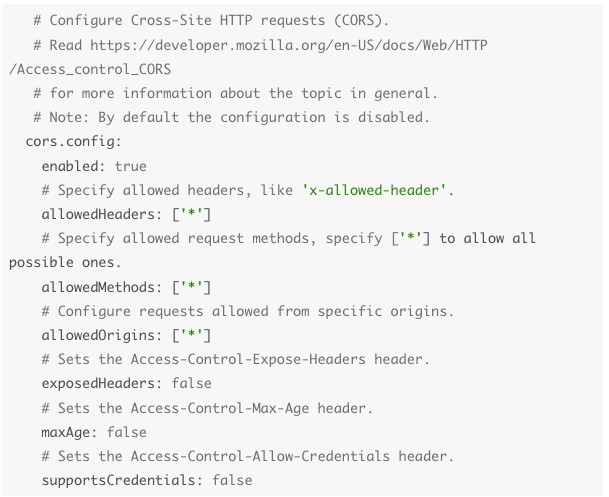 # Configure Cross-Site HTTP requests (CORS).
# Read https://developer.mozilla.org/en-US/docs/Web/HTTP
/Access_control_CORS
# for more information about the topic in general.
# Note: By default the configuration is disabled.
cors.config:
enabled: true
# Specify allowed headers, like 'x-allowed-header'.
allowedHeaders: ['*']
# Specify allowed request methods, specify ['*'] to allow all
possible ones.
allowedMethods: ['*']
# Configure requests allowed from specific origins.
allowedOrigins: ['*']
# Sets the Access-Control-Expose-Headers header.
exposedHeaders: false
# Sets the Access-Control-Max-Age header.
maxAge: false
# Sets the Access-Control-Allow-Credentials header.
supportsCredentials: false